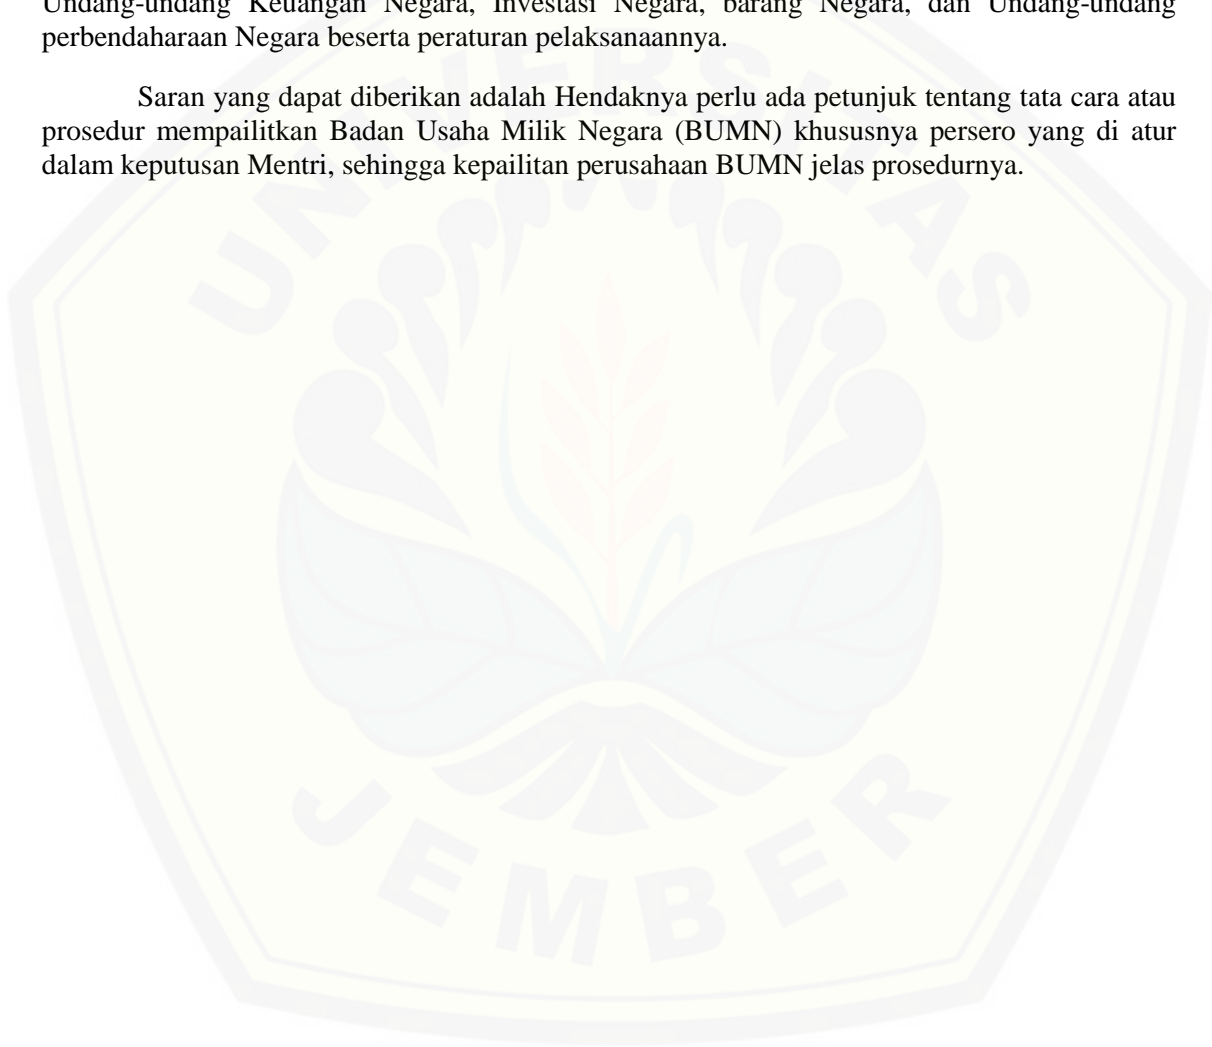 Undang-undang Keuangan Negara, Investasi Negara, barang Negara, dan Undang-undang
perbendaharaan Negara beserta peraturan pelaksanaannya.
Saran yang dapat diberikan adalah Hendaknya perlu ada petunjuk tentang tata cara atau
prosedur mempailitkan Badan Usaha Milik Negara (BUMN) khususnya persero yang di atur
dalam keputusan Mentri, sehingga kepailitan perusahaan BUMN jelas prosedurnya.
UNIVERSITAS
JEMBER